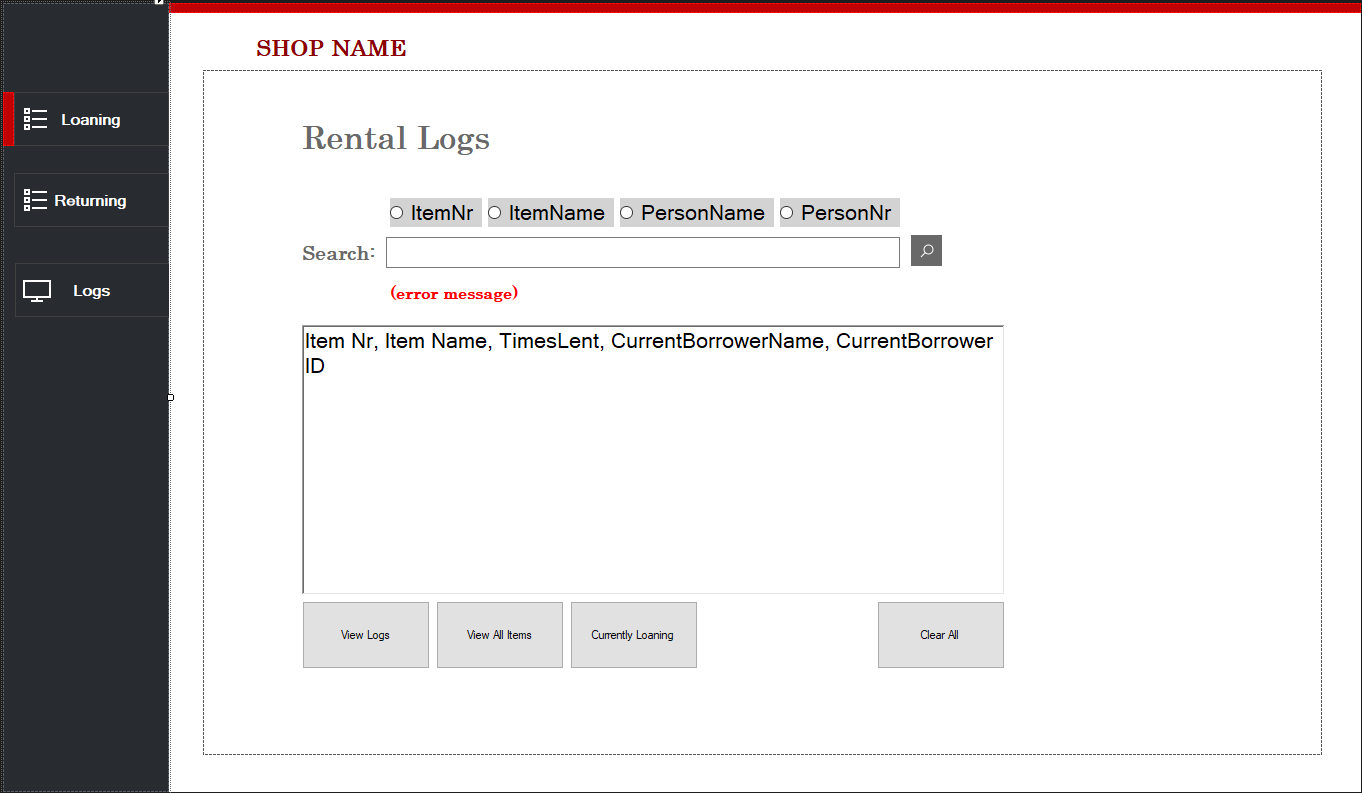 SHOP NAME
Loaning
Returning
Logs
Rental Logs
ItemNr ItemName PersonName PersonNr
Search:
(error message)
Item Nr, Item Name, TimesLent, CurrentBorrowerName, CurrentBorrower
ID
View Logs View All Items Currently Loaning Clear All